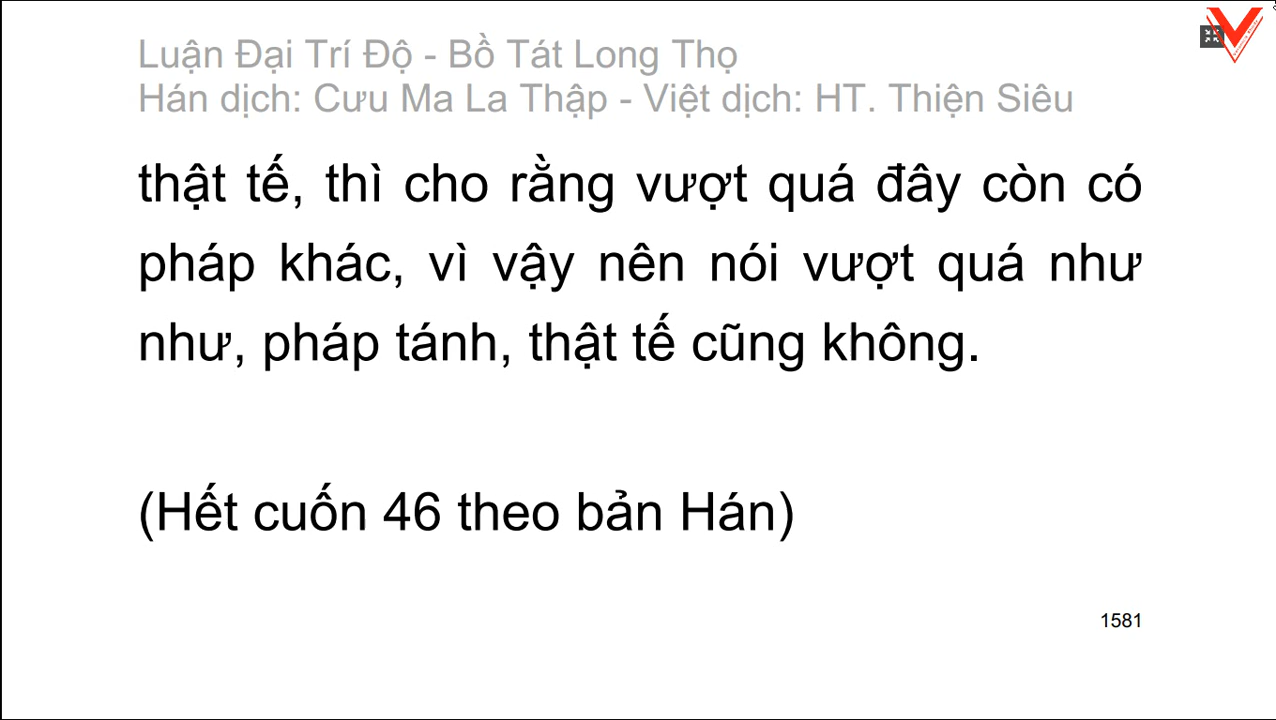 Luận Đại Trí Độ - Bồ Tát Long Thọ
Hán dịch: Cưu Ma La Thập - Việt dịch: HT. Thiện Siêu
thật tế, thì cho rằng vượt quá đây còn có
pháp khác, vì vậy nên nói vượt quá như
như, pháp tánh, thật tế cũng không.
(Hết cuốn 46 theo bản Hán)
1581